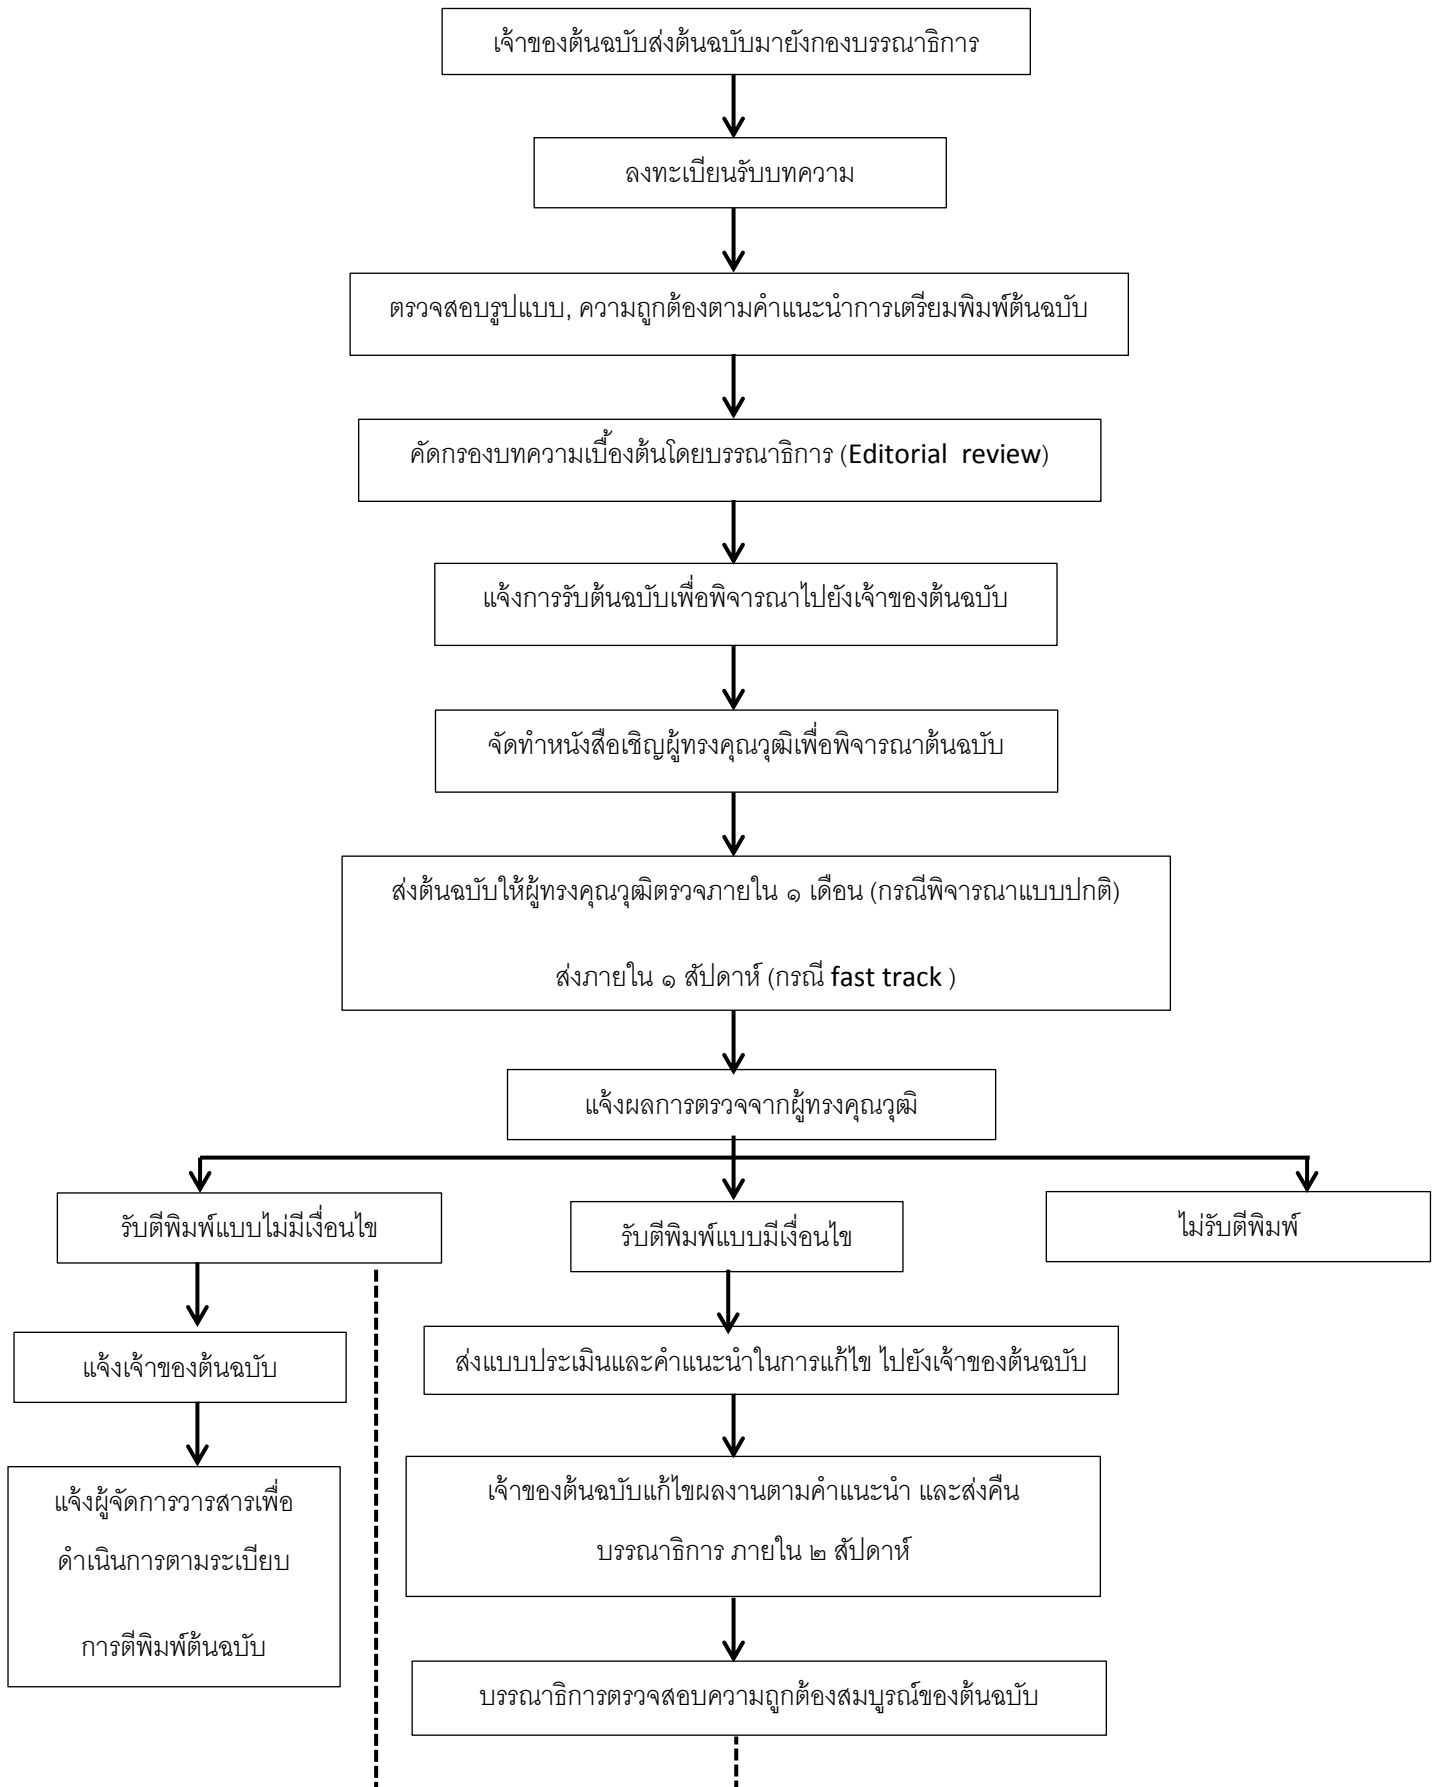 เจ้าของต้นฉบับส่งต้นฉบับมายังกองบรรณาธิการ
ลงทะเบียนรับบทความ
ตรวจสอบรูปแบบ, ความถูกต้องตามคำแนะนำการเตรียมพิมพ์ต้นฉบับ
คัดกรองบทความเบื้องต้นโดยบรรณาธิการ (Editorial review)
แจ้งการรับต้นฉบับเพื่อพิจารณาไปยังเจ้าของต้นฉบับ
จัดทำหนังสือเชิญผู้ทรงคุณวุฒิเพื่อพิจารณาต้นฉบับ
ส่งต้นฉบับให้ผู้ทรงคุณวุฒิตรวจภายใน ๑ เดือน (กรณีพิจารณาแบบปกติ)
ส่งภายใน ๑ สัปดาห์ (กรณี fast track )
แจ้งผลการตรวจจากผู้ทรงคุณวุฒิ
รับตีพิมพ์แบบไม่มีเงื่อนไข
รับตีพิมพ์แบบมีเงื่อนไข
ไม่รับตีพิมพ์
แจ้งเจ้าของต้นฉบับ
ส่งแบบประเมินและคำแนะนำในการแก้ไข ไปยังเจ้าของต้นฉบับ
แจ้งผู้จัดการวารสารเพื่อ
ดำเนินการตามระเบียบ
การตีพิมพ์ต้นฉบับ
เจ้าของต้นฉบับแก้ไขผลงานตามคำแนะนำ และส่งคืน
บรรณาธิการ ภายใน ๒ สัปดาห์
บรรณาธิการตรวจสอบความถูกต้องสมบูรณ์ของต้นฉบับ